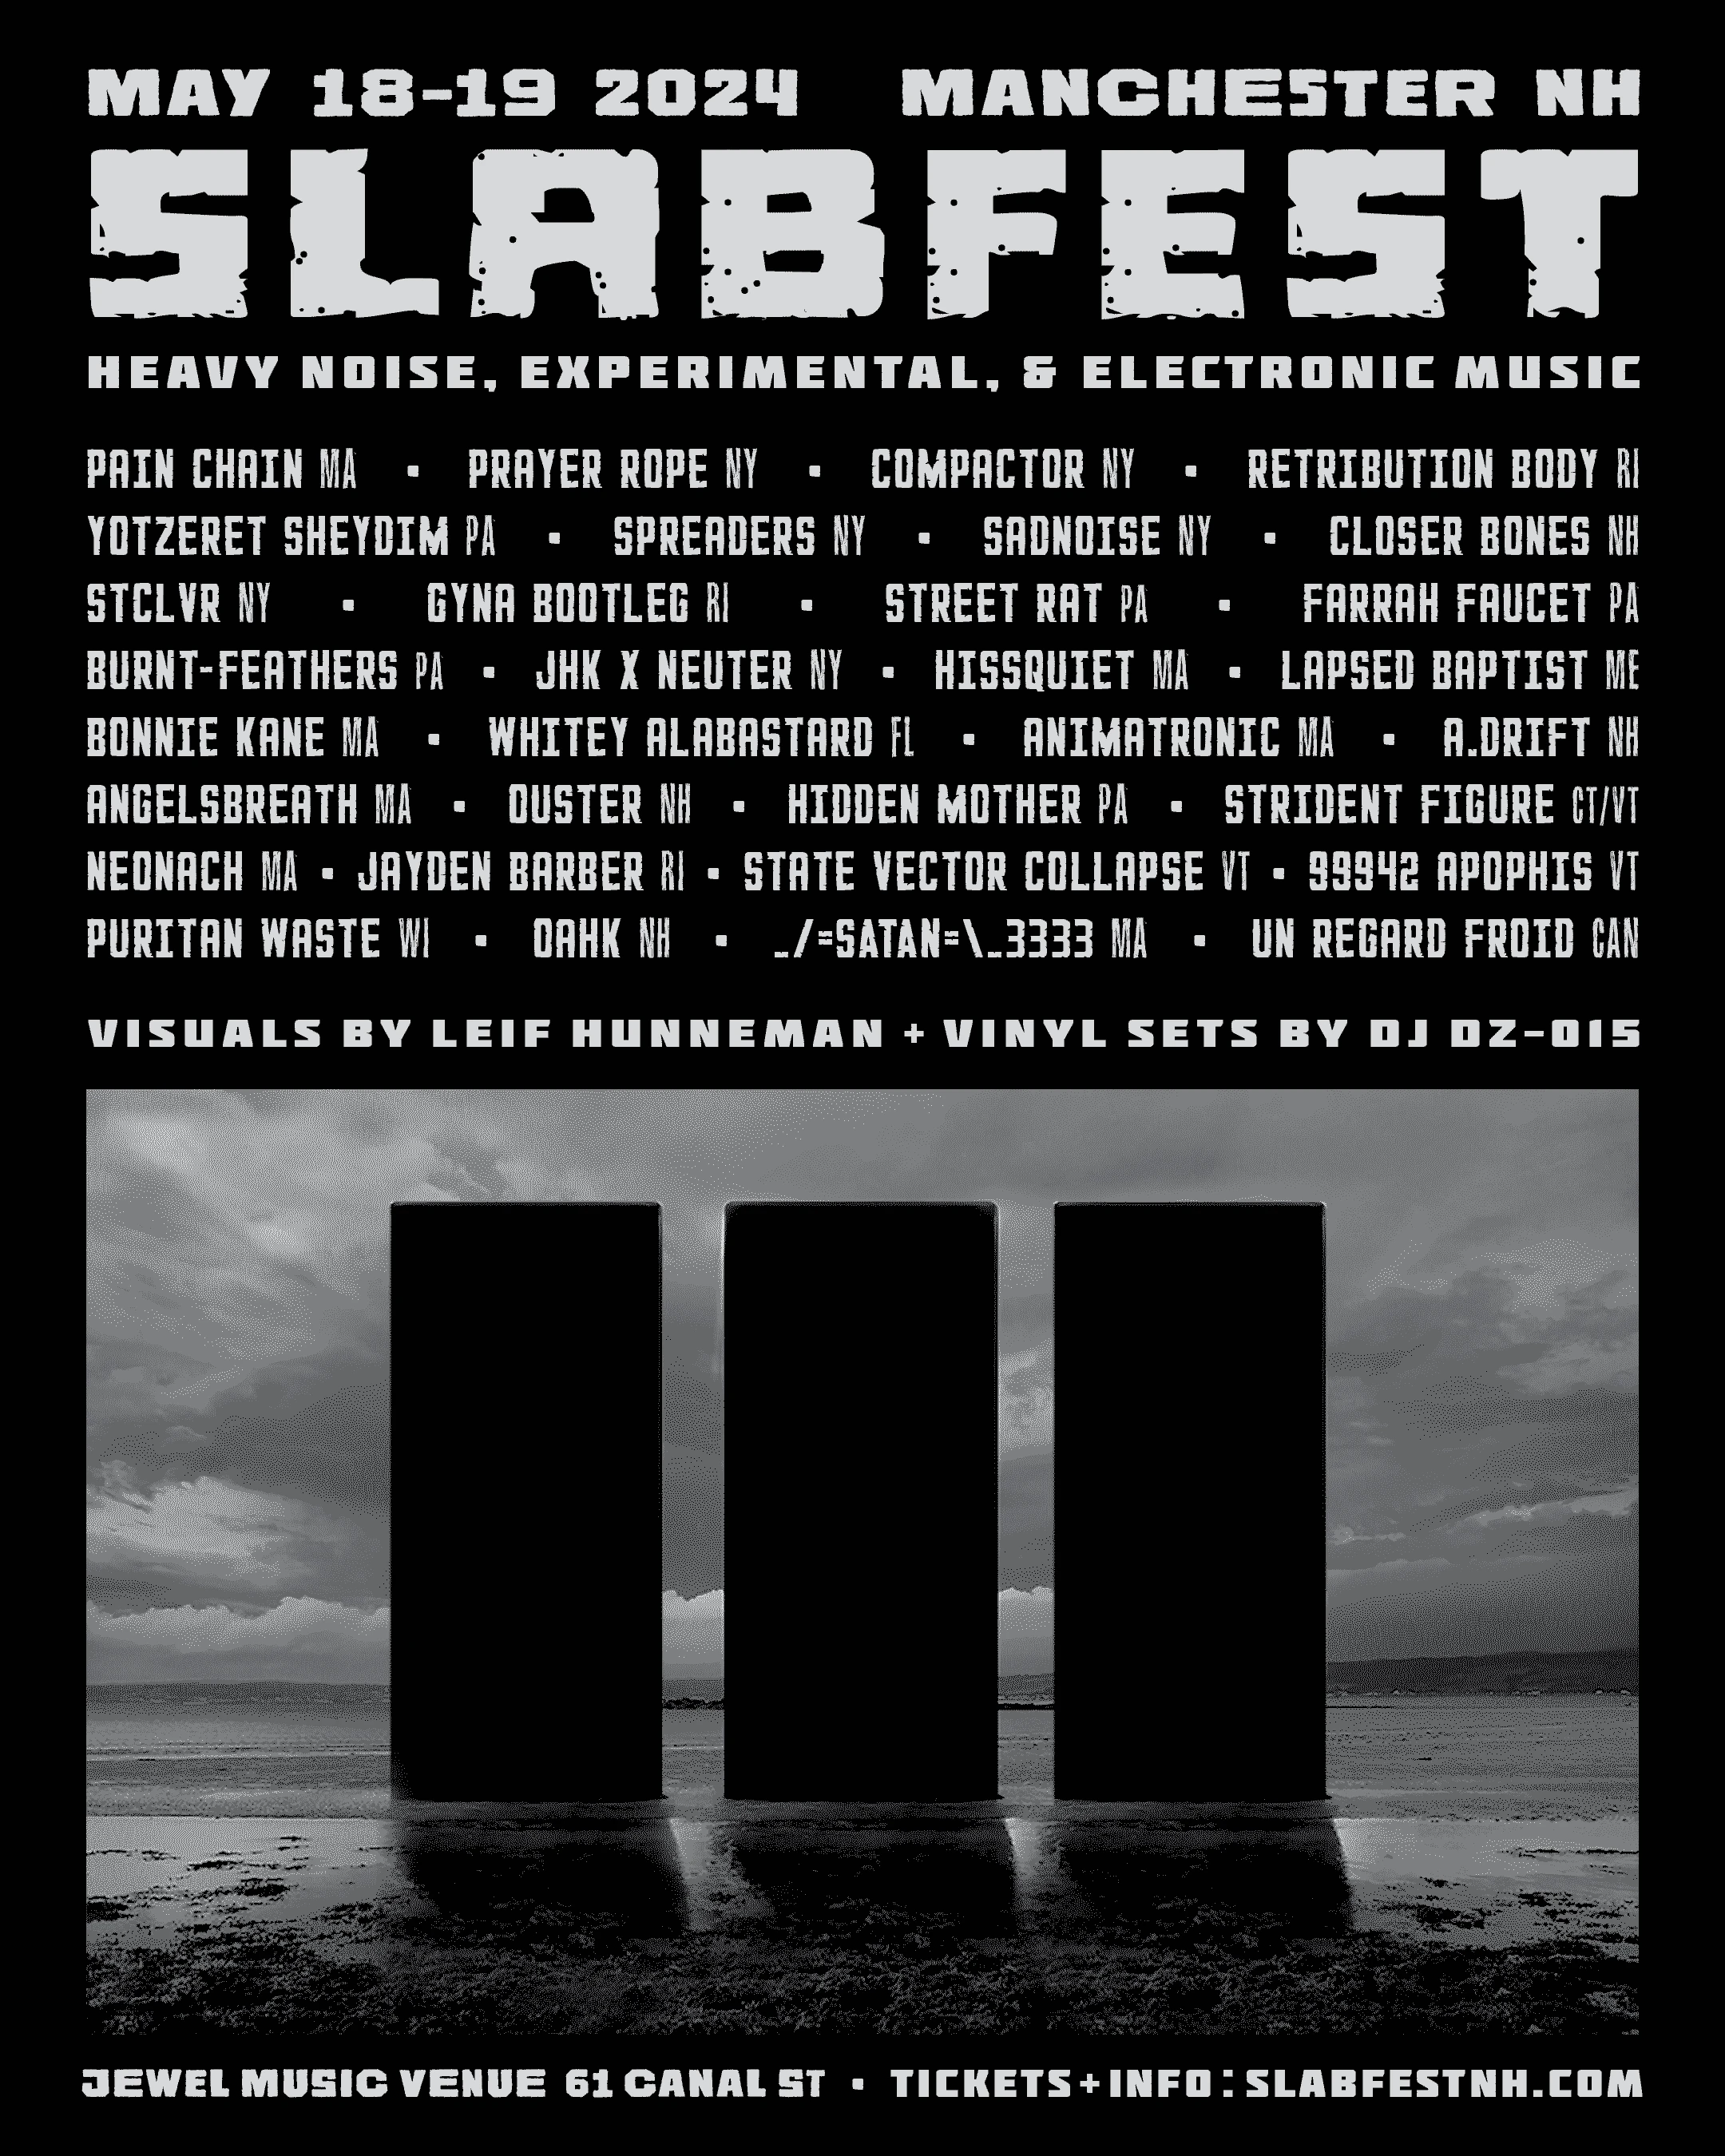 MAY 18-19 2024 MANCHESTER NH
SLABFEST
HEAVY NOISE, EXPERIMENTAL, & ELECTRONIC MUSIC
PAIN CHAIN MA · PRAYER ROPE NY · COMPACTOR NY · RETRIBUTION BODY RI
YOTZERET SHEYDIM PA · SPREADERS NY · SADNOISE NY · CLOSER BONES NH
STCLVR NY · GYNA BOOTLEG RI · STREET RAT PA · FARRAH FAUCET PA
BURNT-FEATHERS PA · JHK X NEUTER NY · HISSQUIET MA · LAPSED BAPTIST ME
BONNIE KANE MA · WHITEY ALABASTARD FL · ANIMATRONIC MA · A.DRIFT NH
ANGELSBREATH MA · OUSTER NH · HIDDEN MOTHER PA · STRIDENT FIGURE CT/VT
NEONACH MA · JAYDEN BARBER RI · STATE VECTOR COLLAPSE VT · 99942 APOPHIS VT
PURITAN WASTE WI · OAHK NH · _/=SATAN=\_3333 MA · UN REGARD FROID CAN
VISUALS BY LEIF HUNNEMAN + VINYL SETS BY DJ DZ-015
JEWEL MUSIC VENUE 61 CANAL ST · TICKETS+INFO:SLABFESTNH.COM